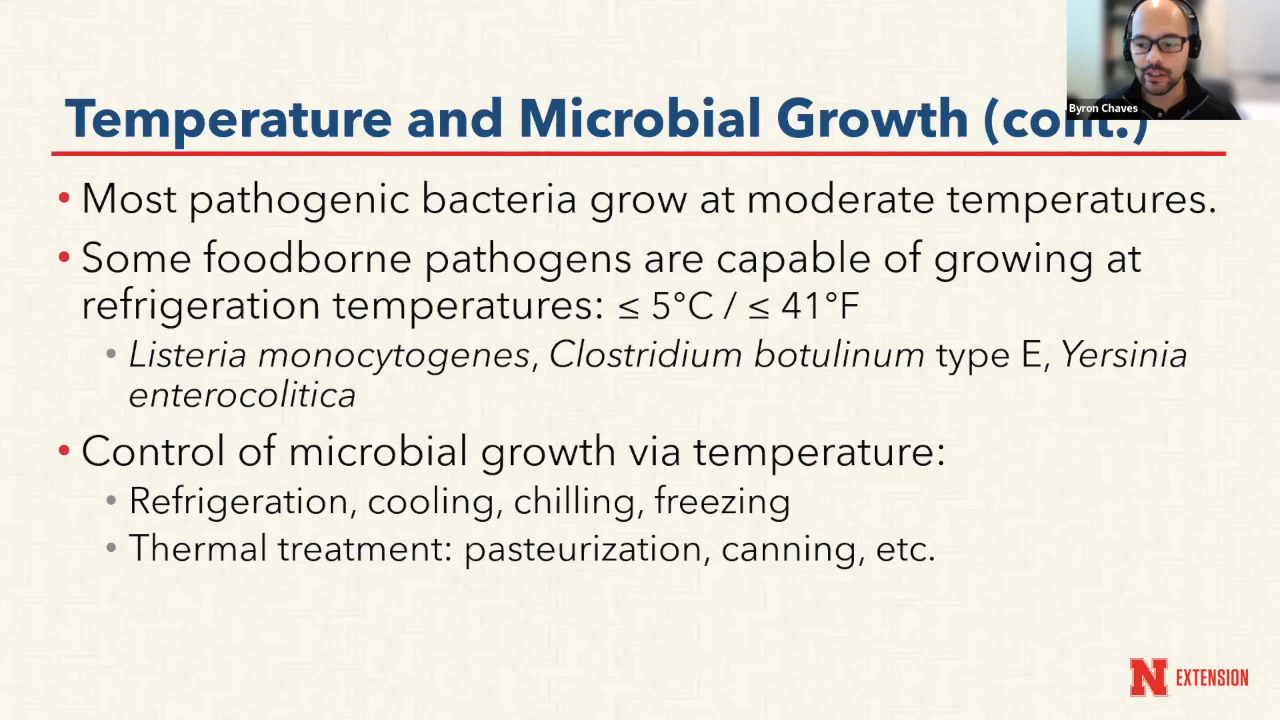 Byron Chaves
Temperature and Microbial Growth (cont.)
• Most pathogenic bacteria grow at moderate temperatures.
• Some foodborne pathogens are capable of growing at
refrigeration temperatures: ≤ 5°C / ≤ 41°F
• Listeria monocytogenes, Clostridium botulinum type E, Yersinia
enterocolitica
• Control of microbial growth via temperature:
• Refrigeration, cooling, chilling, freezing
• Thermal treatment: pasteurization, canning, etc.
N EXTENSION